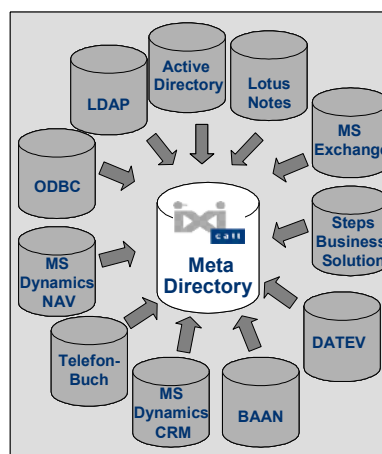 Active
Directory
Lotus
Notes
LDAP
MS
Exchange
ODBC
Steps
Business
Solution
ixi
call
Meta
Directory
MS
Dynamics
NAV
DATEV
Telefon-
Buch
MS
Dynamics
CRM
BAAN